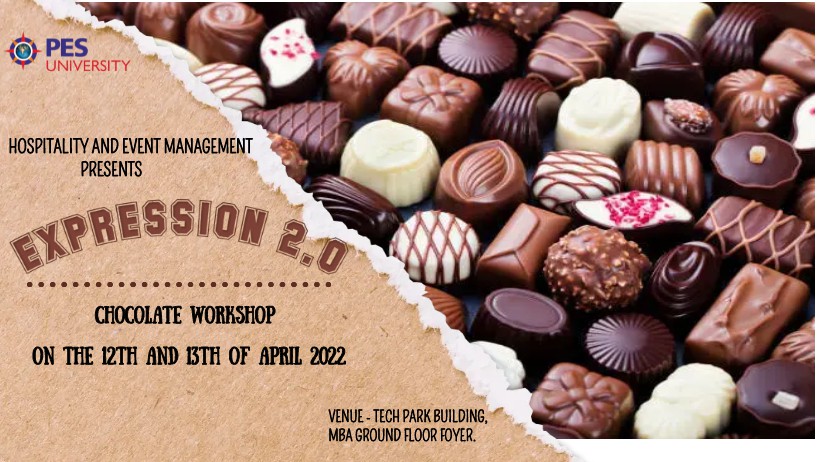 PES
UNIVERSITY
HOSPITALITY AND EVENT MANAGEMENT
PRESENTS
EXPRESSION 2.0
CHOCOLATE WORKSHOP
ON THE 12TH AND 13TH OF APRIL 2022
VENUE - TECH PARK BUILDING,
MBA GROUND FLOOR FOYER.